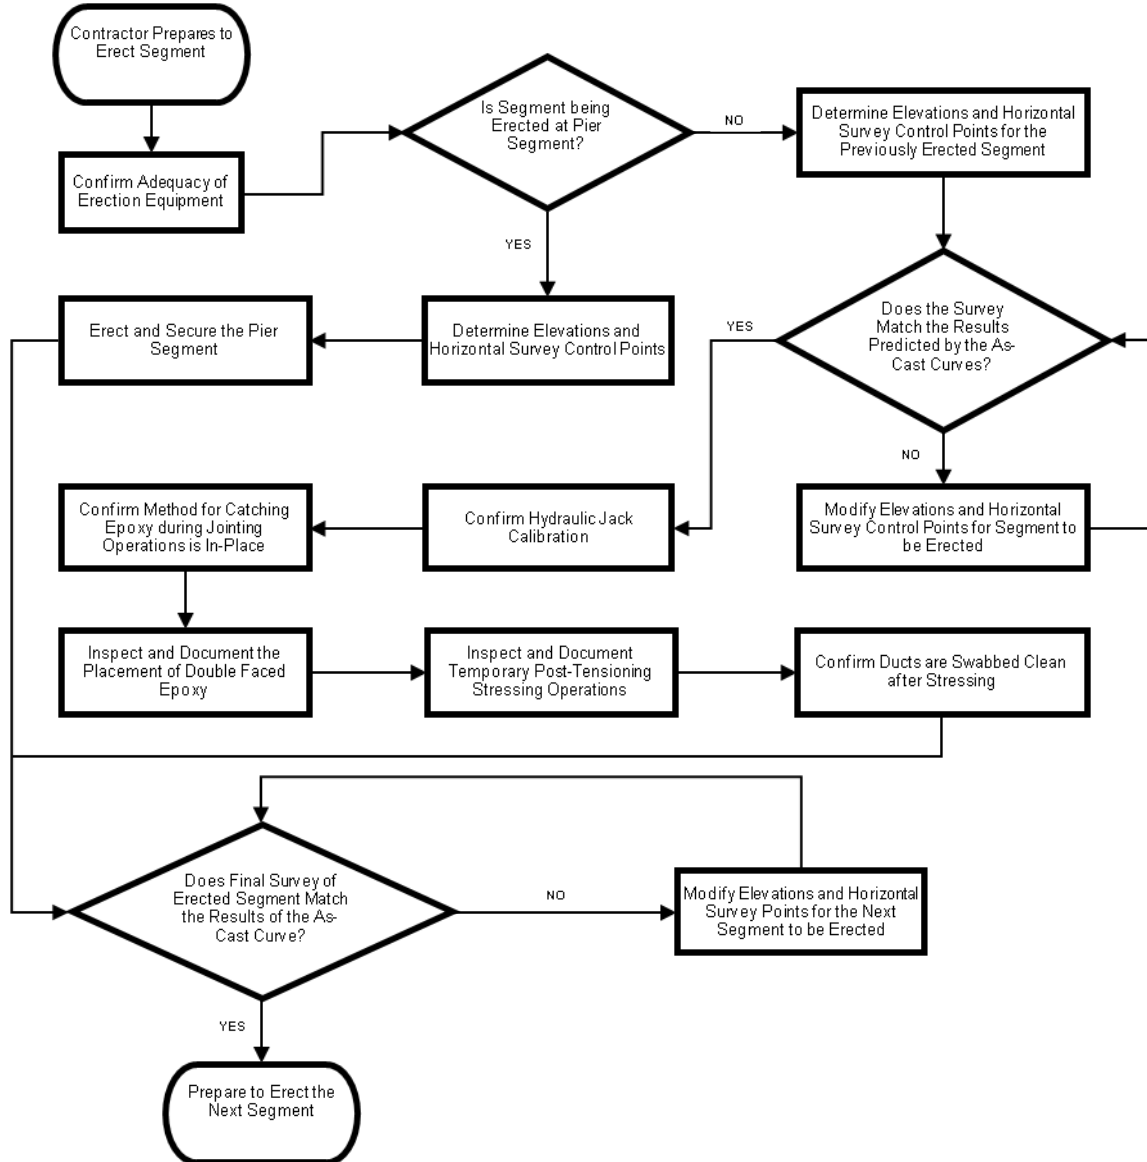 Contractor Prepares to
Erect Segment
Confirm Adequacy of
Erection Equipment
Is Segment being
Erected at Pier
Segment?
NO
Determine Elevations and Horizontal
Survey Control Points for the
Previously Erected Segment
YES
Determine Elevations and
Horizontal Survey Control Points
Erect and Secure the Pier
Segment
Does the Survey
Match the Results
Predicted by the As-
Cast Curves?
YES
NO
Modify Elevations and Horizontal
Survey Control Points for Segment to
be Erected
Confirm Hydraulic Jack
Calibration
Confirm Method for Catching
Epoxy during Jointing
Operations is In-Place
Inspect and Document the
Placement of Double Faced
Epoxy
Inspect and Document
Temporary Post-Tensioning
Stressing Operations
Confirm Ducts are Swabbed Clean
after Stressing
Does Final Survey of
Erected Segment Match
the Results of the As-
Cast Curve?
NO
Modify Elevations and Horizontal
Survey Points for the Next
Segment to be Erected
YES
Prepare to Erect the
Next Segment